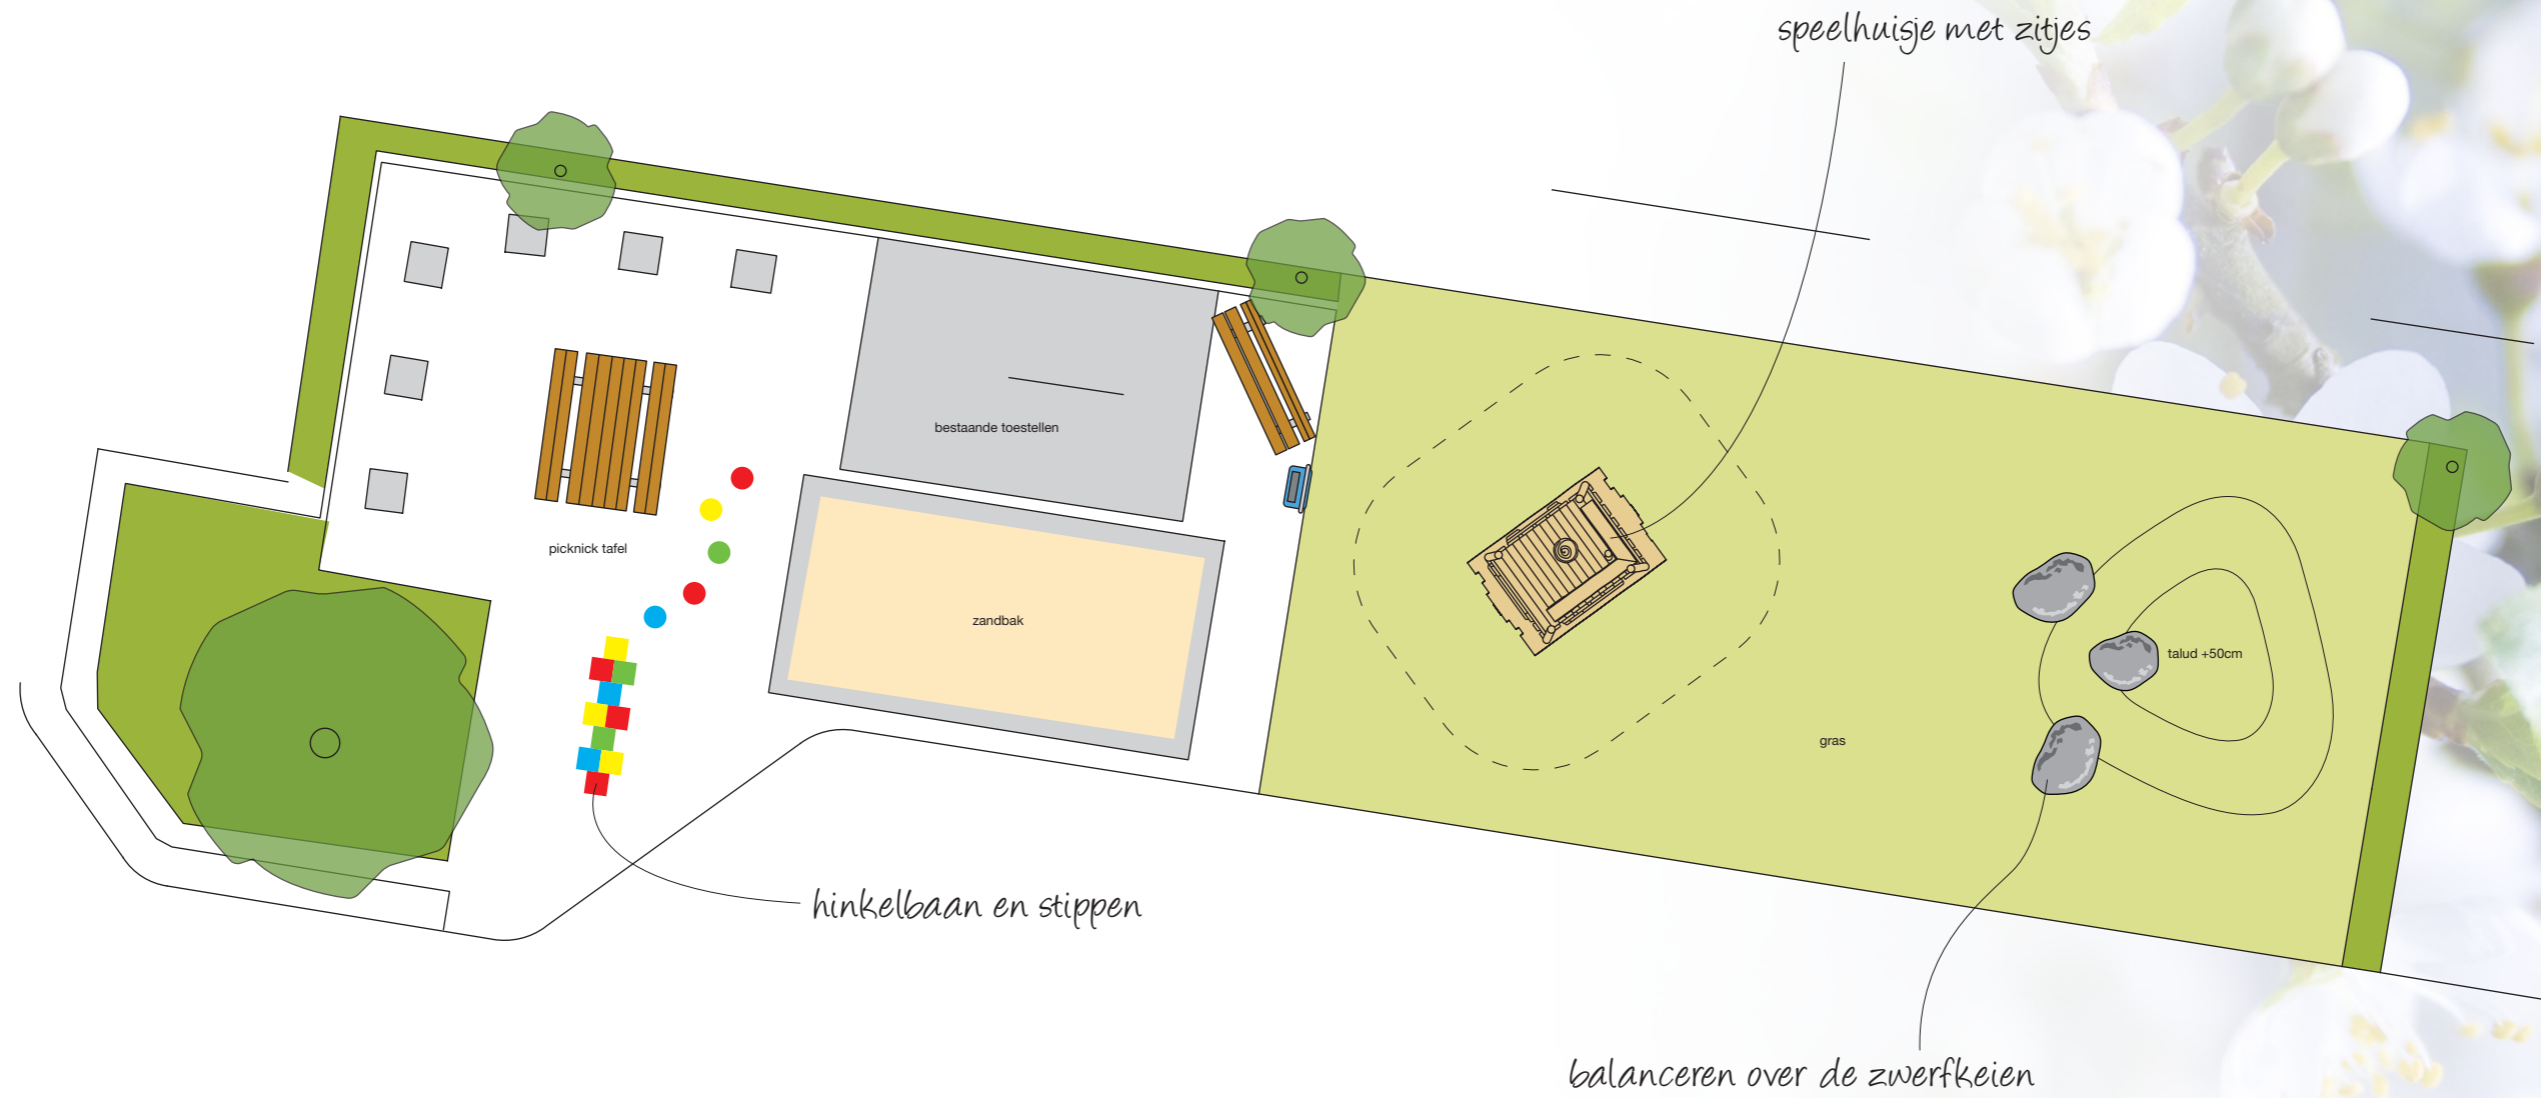 speelhuisje met zitjes
bestaande toestellen
picknick tafel
zandbak
talud +50cm
gras
hinkelbaan en stippen
balanceren over de zwerfkeien